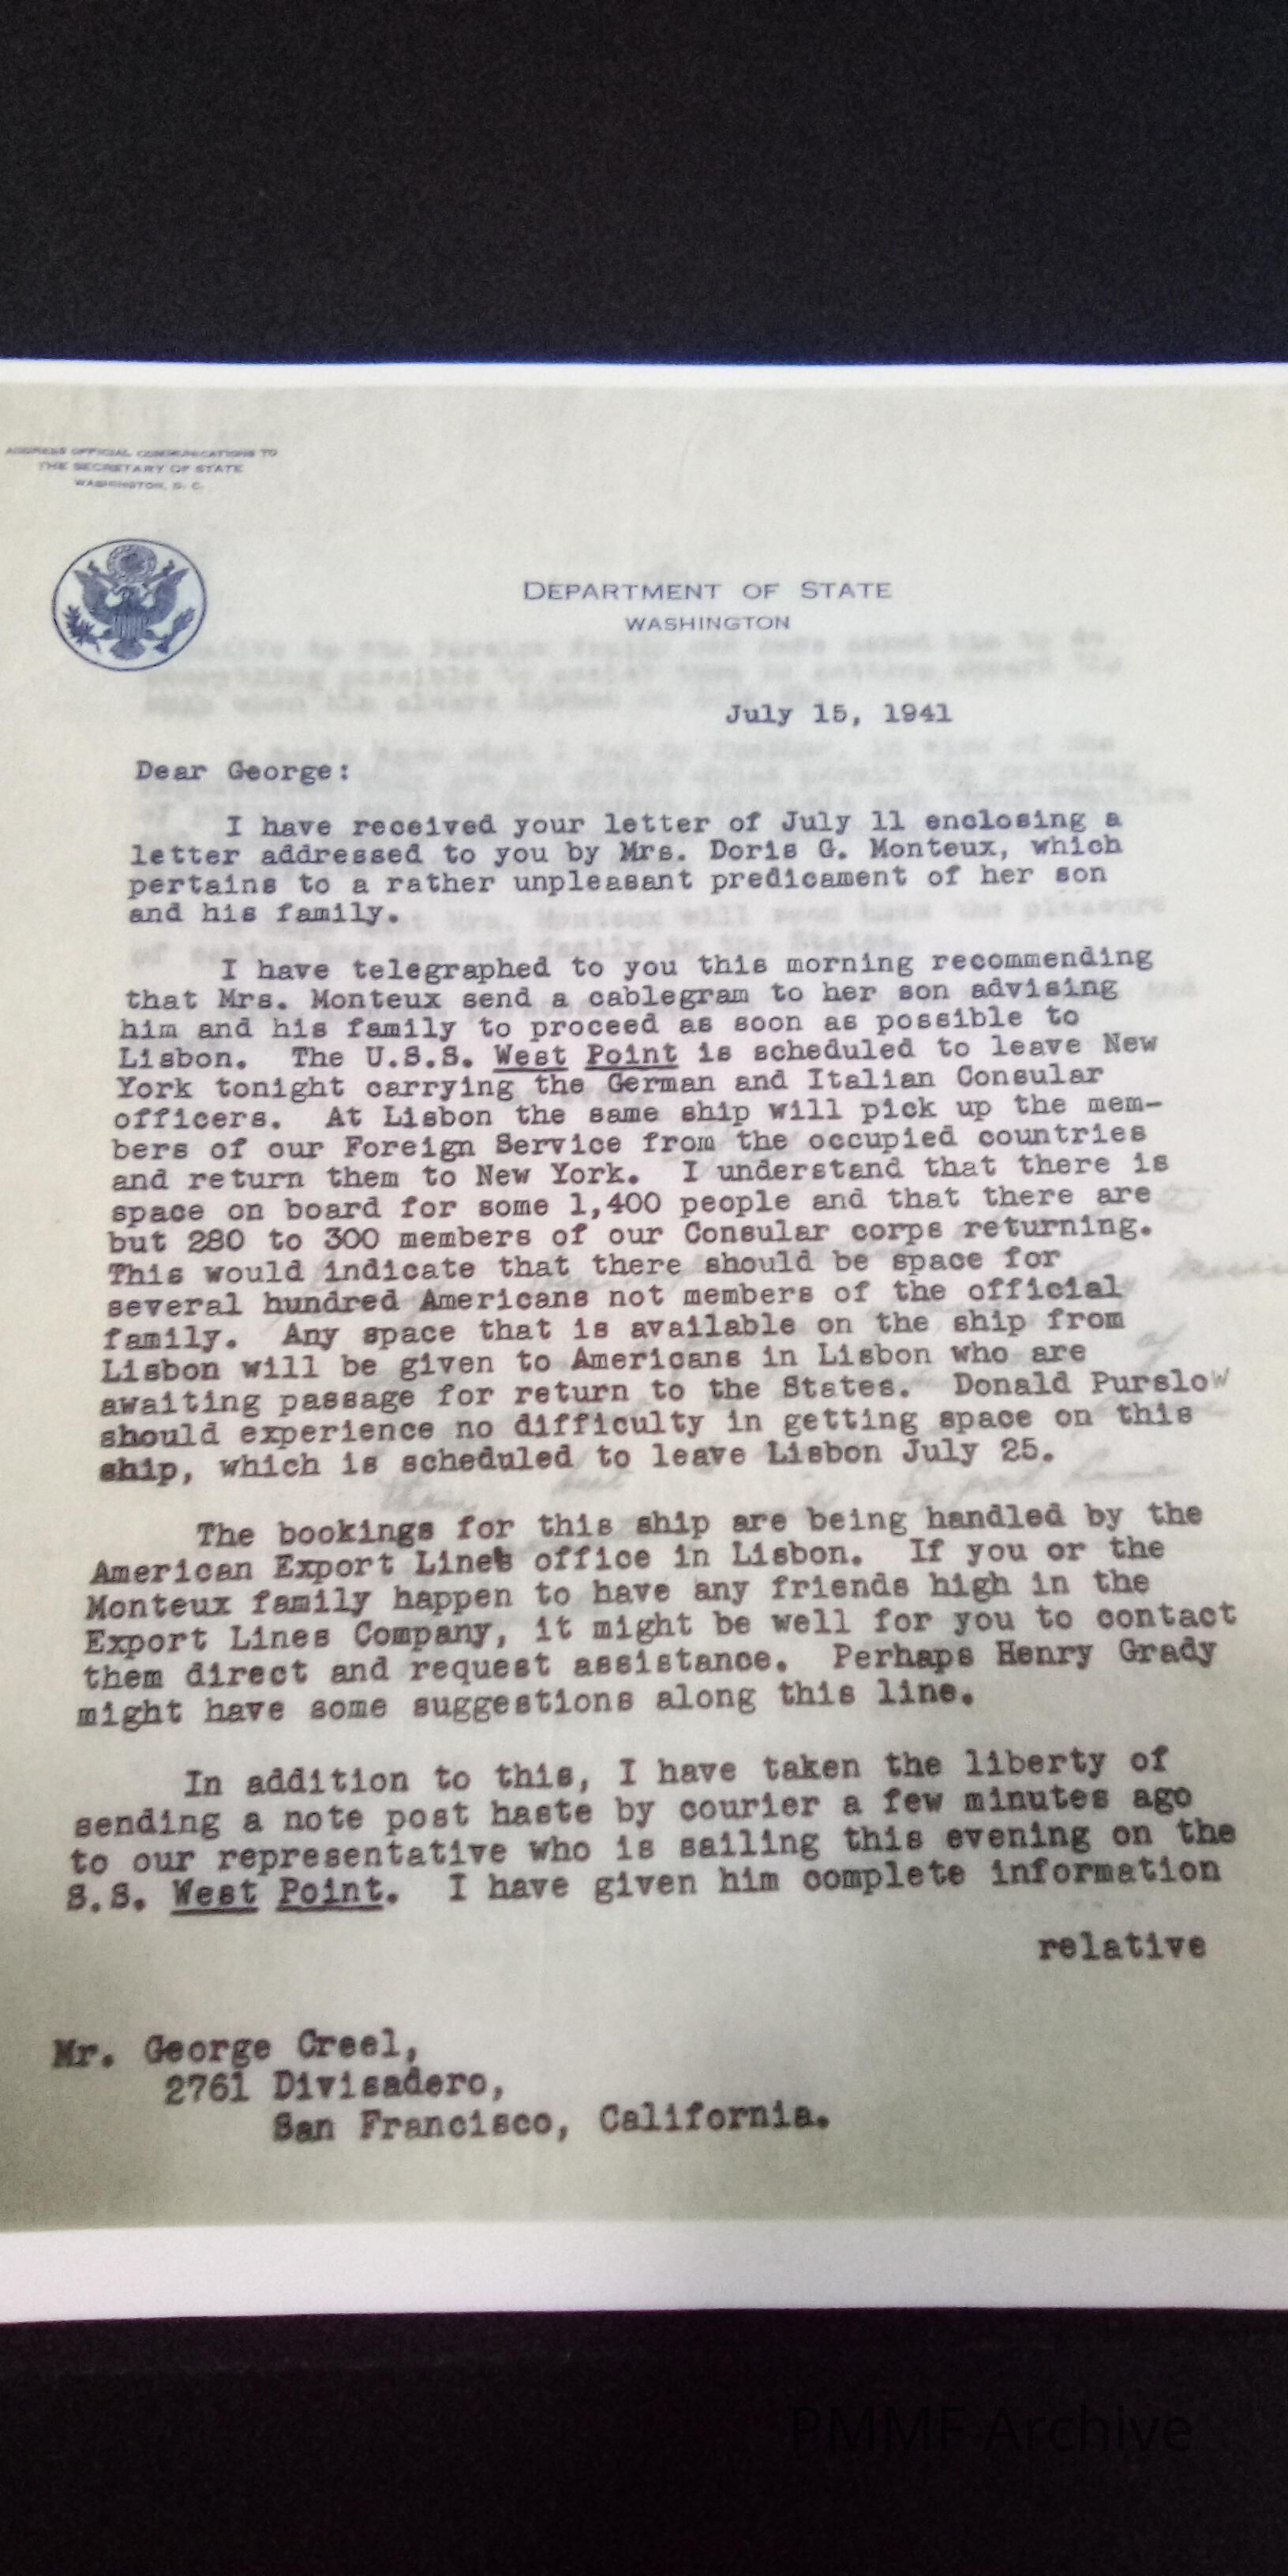 ADDRESS OFFICIAL COMMUNICATIONS TO
THE SECRETARY OF STATE
WASHINGTON, D. C.
DEPARTMENT OF STATE
WASHINGTON
July 15, 1941
Dear George:
I have received your letter of July 11 enclosing a
letter addressed to you by Mrs. Doris G. Monteux, which
pertains to a rather unpleasant predicament of her son
and his family.
I have telegraphed to you this morning recommending
that Mrs. Monteux send a cablegram to her son advising
him and his family to proceed as soon as possible to
Lisbon. The U.S.S. West Point is scheduled to leave New
York tonight carrying the German and Italian Consular
officers. At Lisbon the same ship will pick up the mem-
bers of our Foreign Service from the occupied countries
and return them to New York. I understand that there is
space on board for some 1,400 people and that there are
but 280 to 300 members of our Consular corps returning.
This would indicate that there should be space for
several hundred Americans not members of the official
family. Any space that is available on the ship from
Lisbon will be given to Americans in Lisbon who are
awaiting passage for return to the States. Donald Purslow
should experience no difficulty in getting space on this
ship, which is scheduled to leave Lisbon July 25.
The bookings for this ship are being handled by the
American Export Lines office in Lisbon. If you or the
Monteux family happen to have any friends high in the
Export Lines Company, it might be well for you to contact
them direct and request assistance. Perhaps Henry Grady
might have some suggestions along this line.
In addition to this, I have taken the liberty of
sending a note post haste by courier a few minutes ago
to our representative who is sailing this evening on the
S.S. West Point. I have given him complete information
relative
Mr. George Creel,
2761 Divisadero,
San Francisco, California.
PMMF Archive